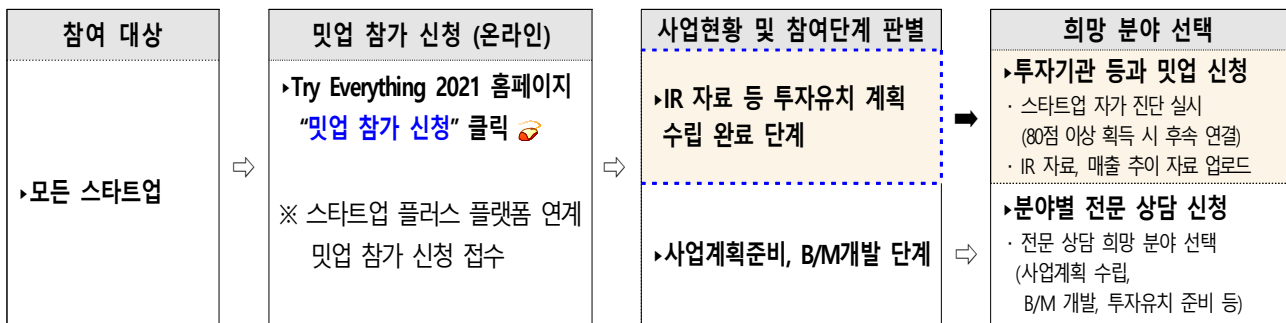 참여 대상
▸모든 스타트업
⇨
밋업 참가 신청 (온라인)
▸Try Everything 2021 홈페이지
“밋업 참가 신청” 클릭
※ 스타트업 플러스 플랫폼 연계
밋업 참가 신청 접수
⇨
사업현황 및 참여단계 판별
▸IR 자료 등 투자유치 계획
수립 완료 단계
▸사업계획준비, B/M개발 단계
➡
⇨
희망 분야 선택
▸투자기관 등과 밋업 신청
· 스타트업 자가 진단 실시
(80점 이상 획득 시 후속 연결)
· IR 자료, 매출 추이 자료 업로드
▸분야별 전문 상담 신청
· 전문 상담 희망 분야 선택
(사업계획 수립,
B/M 개발, 투자유치 준비 등)